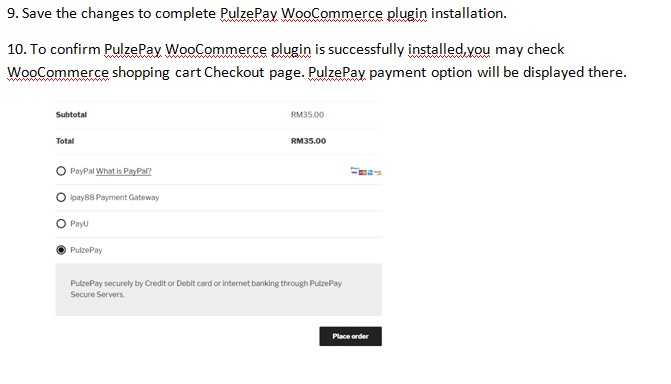 9. Save the changes to complete PulzePay WooCommerce plugin installation.
10. To confirm PulzePay WooCommerce plugin is successfully installed,you may check
WooCommerce shopping cart Checkout page. PulzePay payment option will be displayed there.
Subtotal RM35.00
Total RM35.00
PayPal What is PayPal?
ipay88 Payment Gateway
PayU
PulzePay
PulzePay securely by Credit or Debit card or internet banking through PulzePay
Secure Servers.
Place order